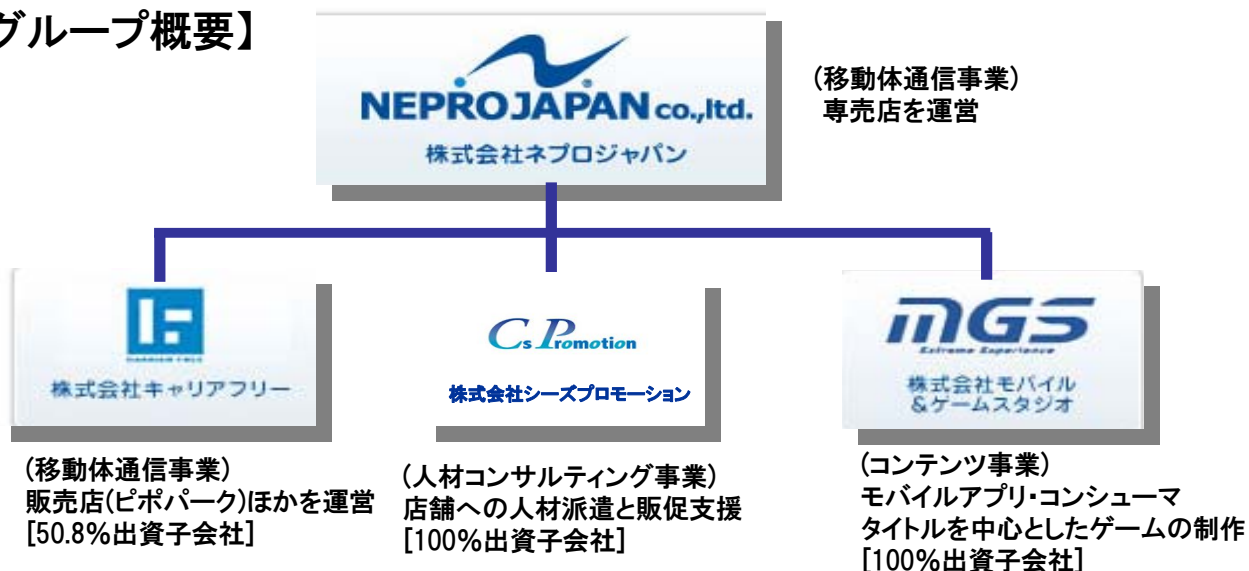 グループ概要】
NEPROJAPAN co.,ltd.
株式会社ネプロジャパン
(移動体通信事業)
専売店を運営
株式会社キャリアフリー
(移動体通信事業)
販売店(ピポパーク)ほかを運営
[50.8%出資子会社]
Cs Promotion
株式会社シーズプロモーション
(人材コンサルティング事業)
店舗への人材派遣と販促支援
[100%出資子会社]
mGS
Extreme Experience
株式会社モバイル
&ゲームスタジオ
(コンテンツ事業)
モバイルアプリ・コンシューマ
タイトルを中心としたゲームの制作
[100%出資子会社]